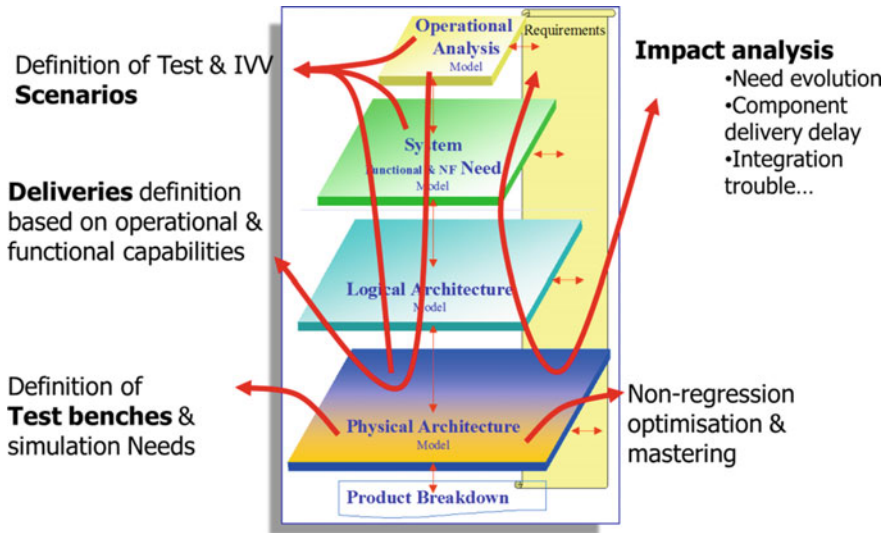 Definition of Test & IVV
Scenarios
Deliveries definition
based on operational &
functional capabilities
Definition of
Test benches &
simulation Needs
Operational
Analysis
Model
Requirements
System
Functional & NF Need
Model
Logical Architecture
Model
Physical Architecture
Model
Product Breakdown
Impact analysis
•Need evolution
•Component
delivery delay
•Integration
trouble…
Non-regression
optimisation &
mastering